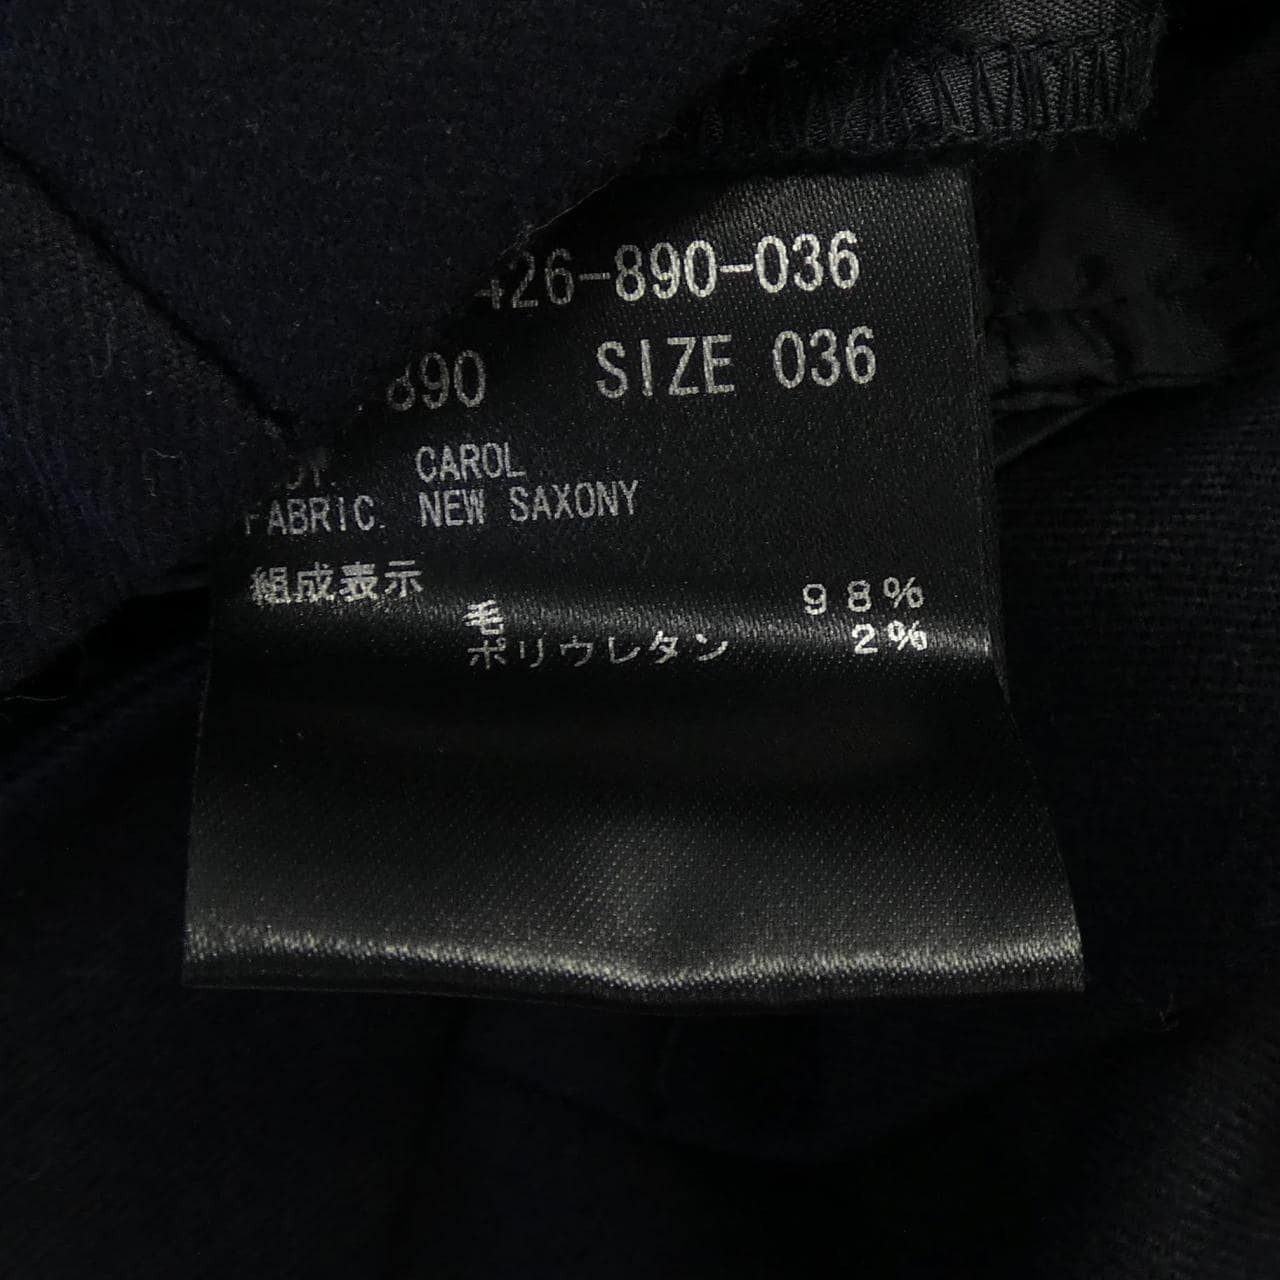 426-890-036
890 SIZE 036
CAROL
FABRIC. NEW SAXONY
組成表示
毛 98%
ポリウレタン 2%